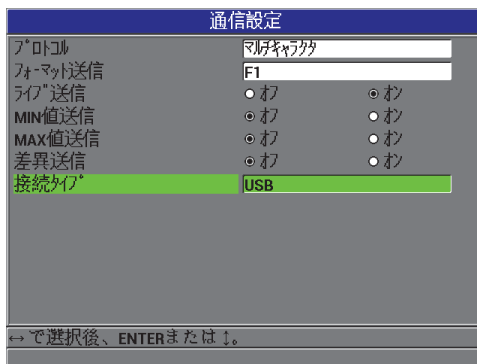 通信設定
プロトコル マルチキャラクタ
フォーマット送信 F1
ライブ送信 オフ オン
MIN値送信 オフ オン
MAX値送信 オフ オン
差異送信 オフ オン
接続タイプ USB
↔ で選択後、ENTERまたは↕。